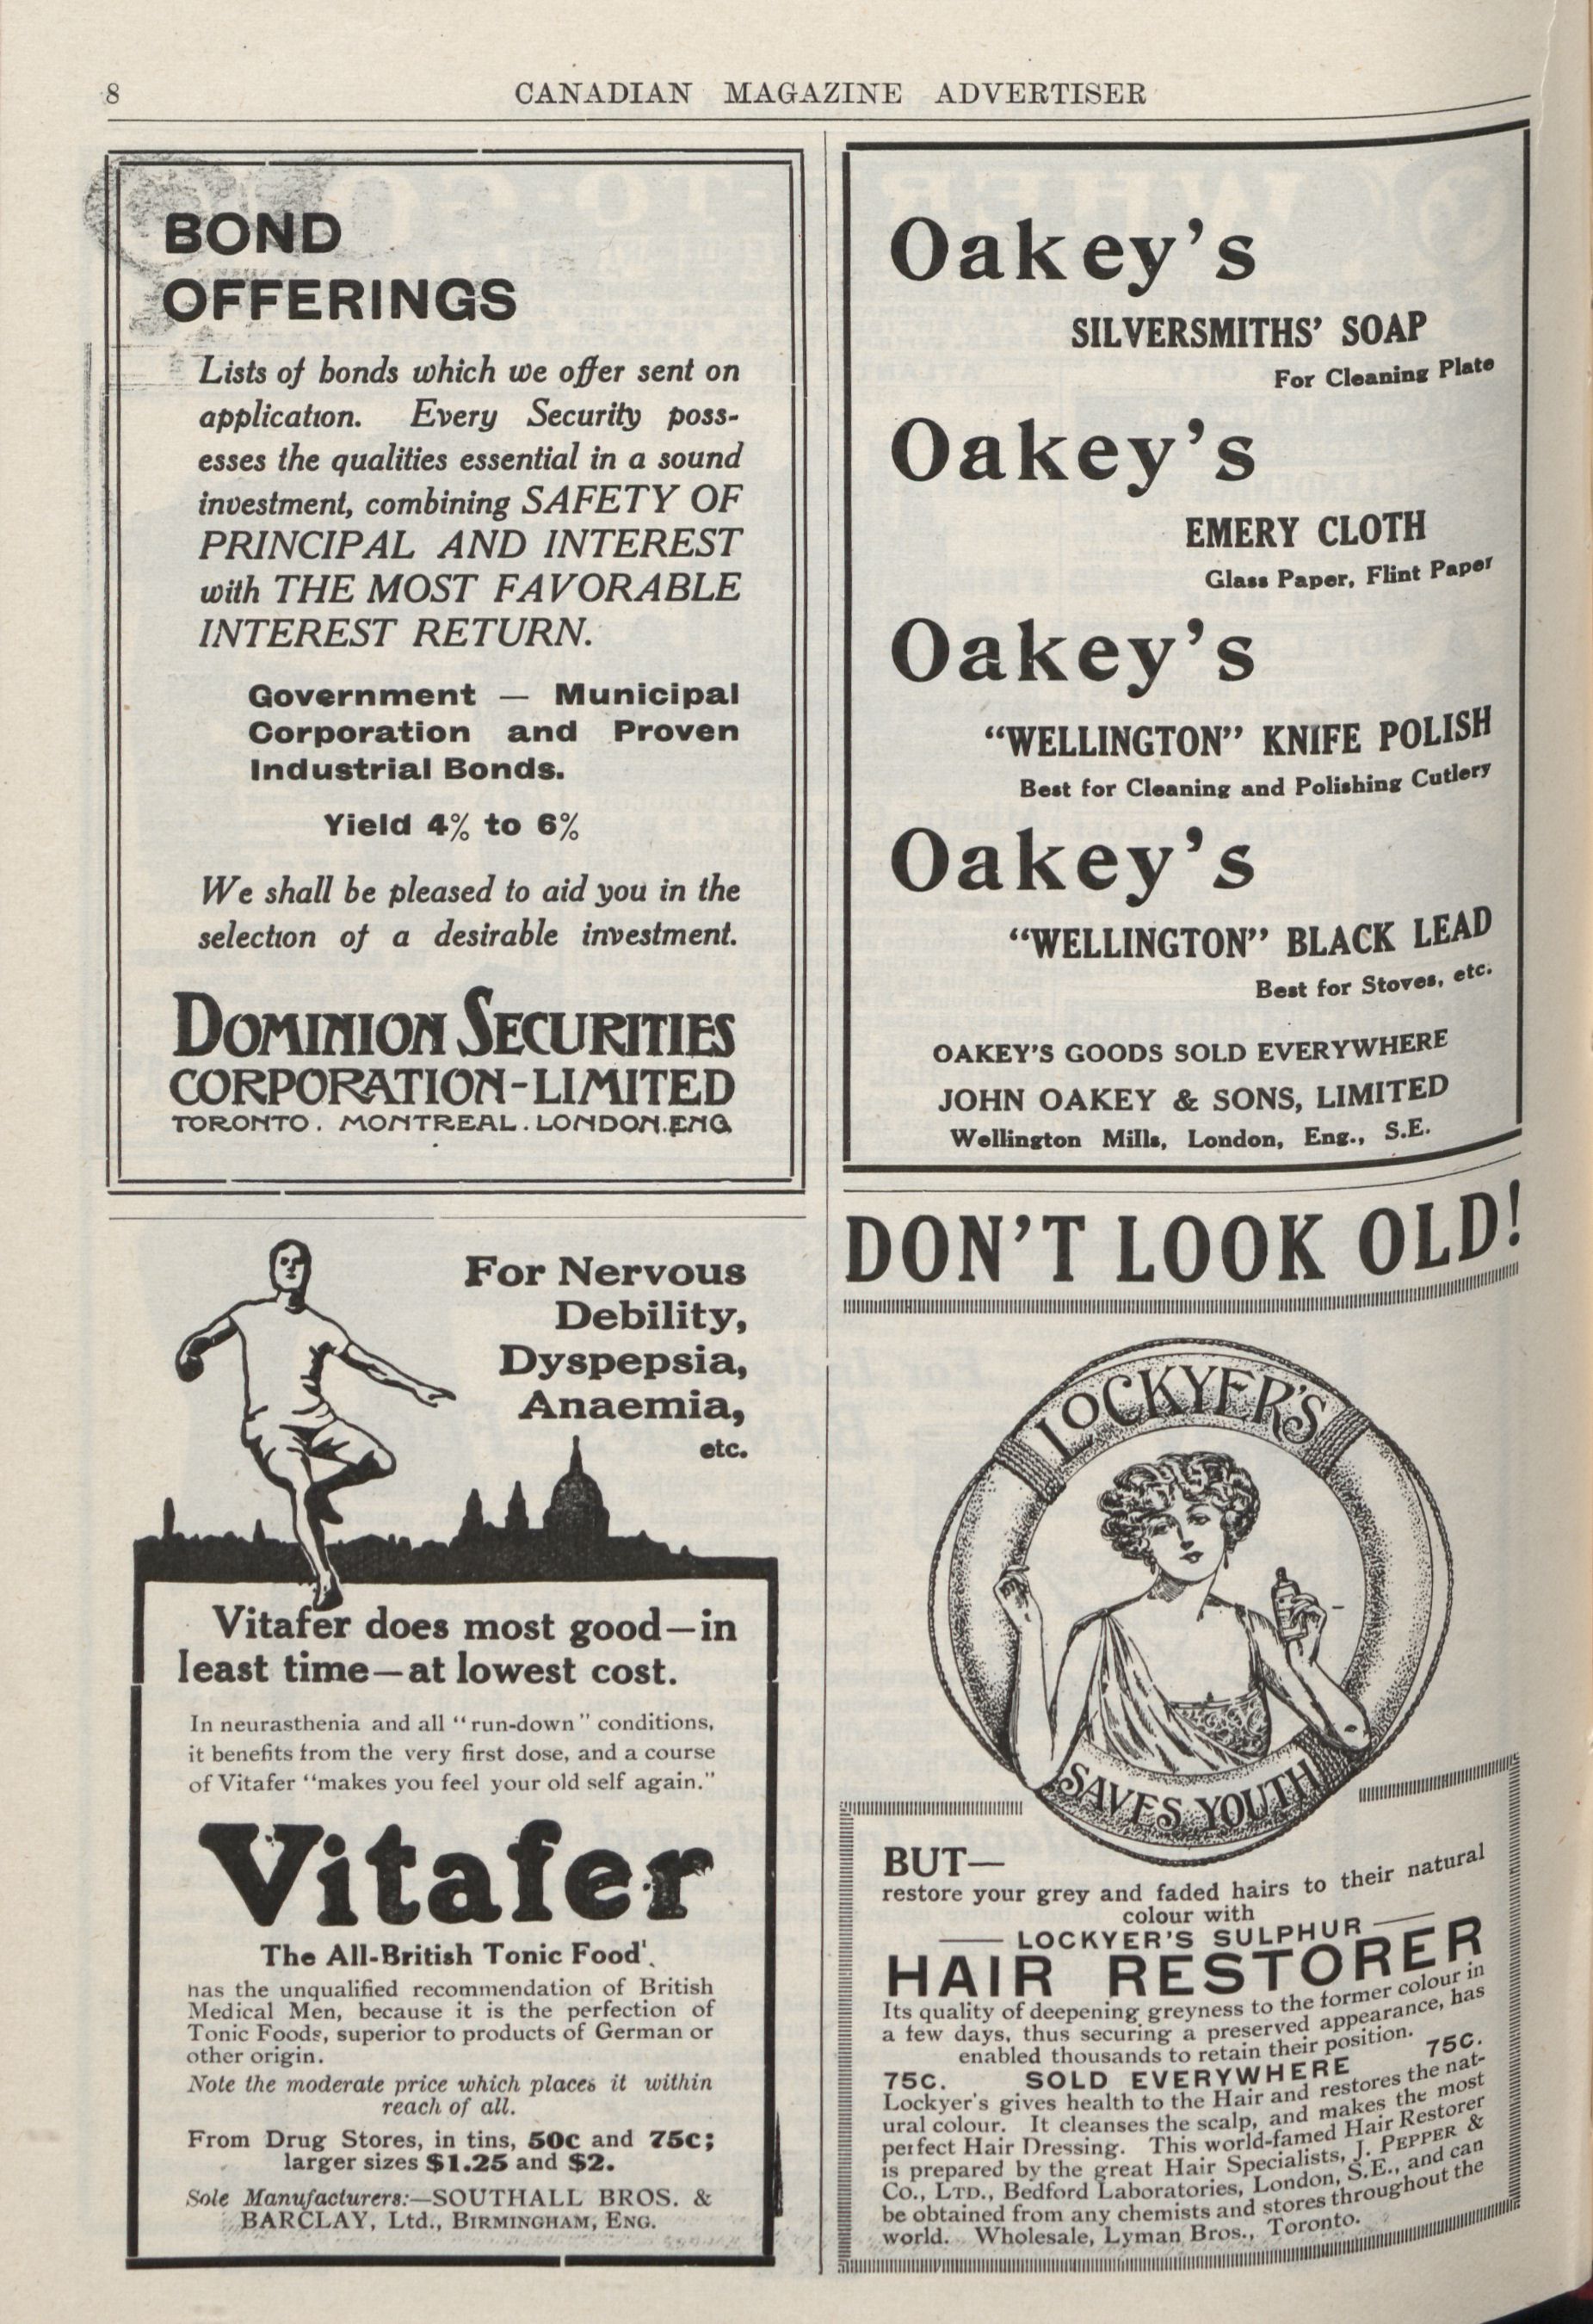 8
CANADIAN MAGAZINE ADVERTISER
BOND
OFFERINGS
Lists of bonds which we offer sent on
application. Every Security poss-
esses the qualities essential in a sound
investment, combining SAFETY OF
PRINCIPAL AND INTEREST
with THE MOST FAVORABLE
INTEREST RETURN.
Government — Municipal
Corporation and Proven
Industrial Bonds.
Yield 4% to 6%
We shall be pleased to aid you in the
selection of a desirable investment.
DOMINION SECURITIES
CORPORATION-LIMITED
TORONTO. MONTREAL. LONDON.ENG
Oakey's
SILVERSMITHS' SOAP
For Cleaning Plate
Oakey's
EMERY CLOTH
Glass Paper, Flint Paper
Oakey's
"WELLINGTON" KNIFE POLISH
Best for Cleaning and Polishing Cutlery
Oakey's
"WELLINGTON" BLACK LEAD
Best for Stoves, etc.
OAKEY'S GOODS SOLD EVERYWHERE
JOHN OAKEY & SONS, LIMITED
Wellington Mills, London, Eng., S.E.
For Nervous
Debility,
Dyspepsia,
Anaemia,
etc.
Vitafer does most good—in
least time—at lowest cost.
In neurasthenia and all "run-down" conditions,
it benefits from the very first dose, and a course
of Vitafer "makes you feel your old self again."
Vitafer
The All-British Tonic Food'.
has the unqualified recommendation of British
Medical Men, because it is the perfection of
Tonic Foods, superior to products of German or
other origin.
Note the moderate price which places it within
reach of all.
From Drug Stores, in tins, 50c and 75c;
larger sizes $1.25 and $2.
Sole Manufacturers:—SOUTHALL BROS. &
BARCLAY, Ltd., BIRMINGHAM, ENG.
DON'T LOOK OLD!
LOCKYER'S
SAVES YOUTH
BUT—
restore your grey and faded hairs to their natural
colour with
LOCKYER'S SULPHUR
HAIR RESTORER
Its quality of deepening greyness to the former colour in
a few days, thus securing a preserved appearance, has
enabled thousands to retain their position.
75c. SOLD EVERYWHERE 75c.
Lockyer's gives health to the Hair and restores the nat-
ural colour. It cleanses the scalp, and makes the most
perfect Hair Dressing. This world-famed Hair Restorer
is prepared by the great Hair Specialists, J. PEPPER &
Co., LTD., Bedford Laboratories, London, S.E., and can
be obtained from any chemists and stores throughout the
world. Wholesale, Lyman Bros., Toronto.